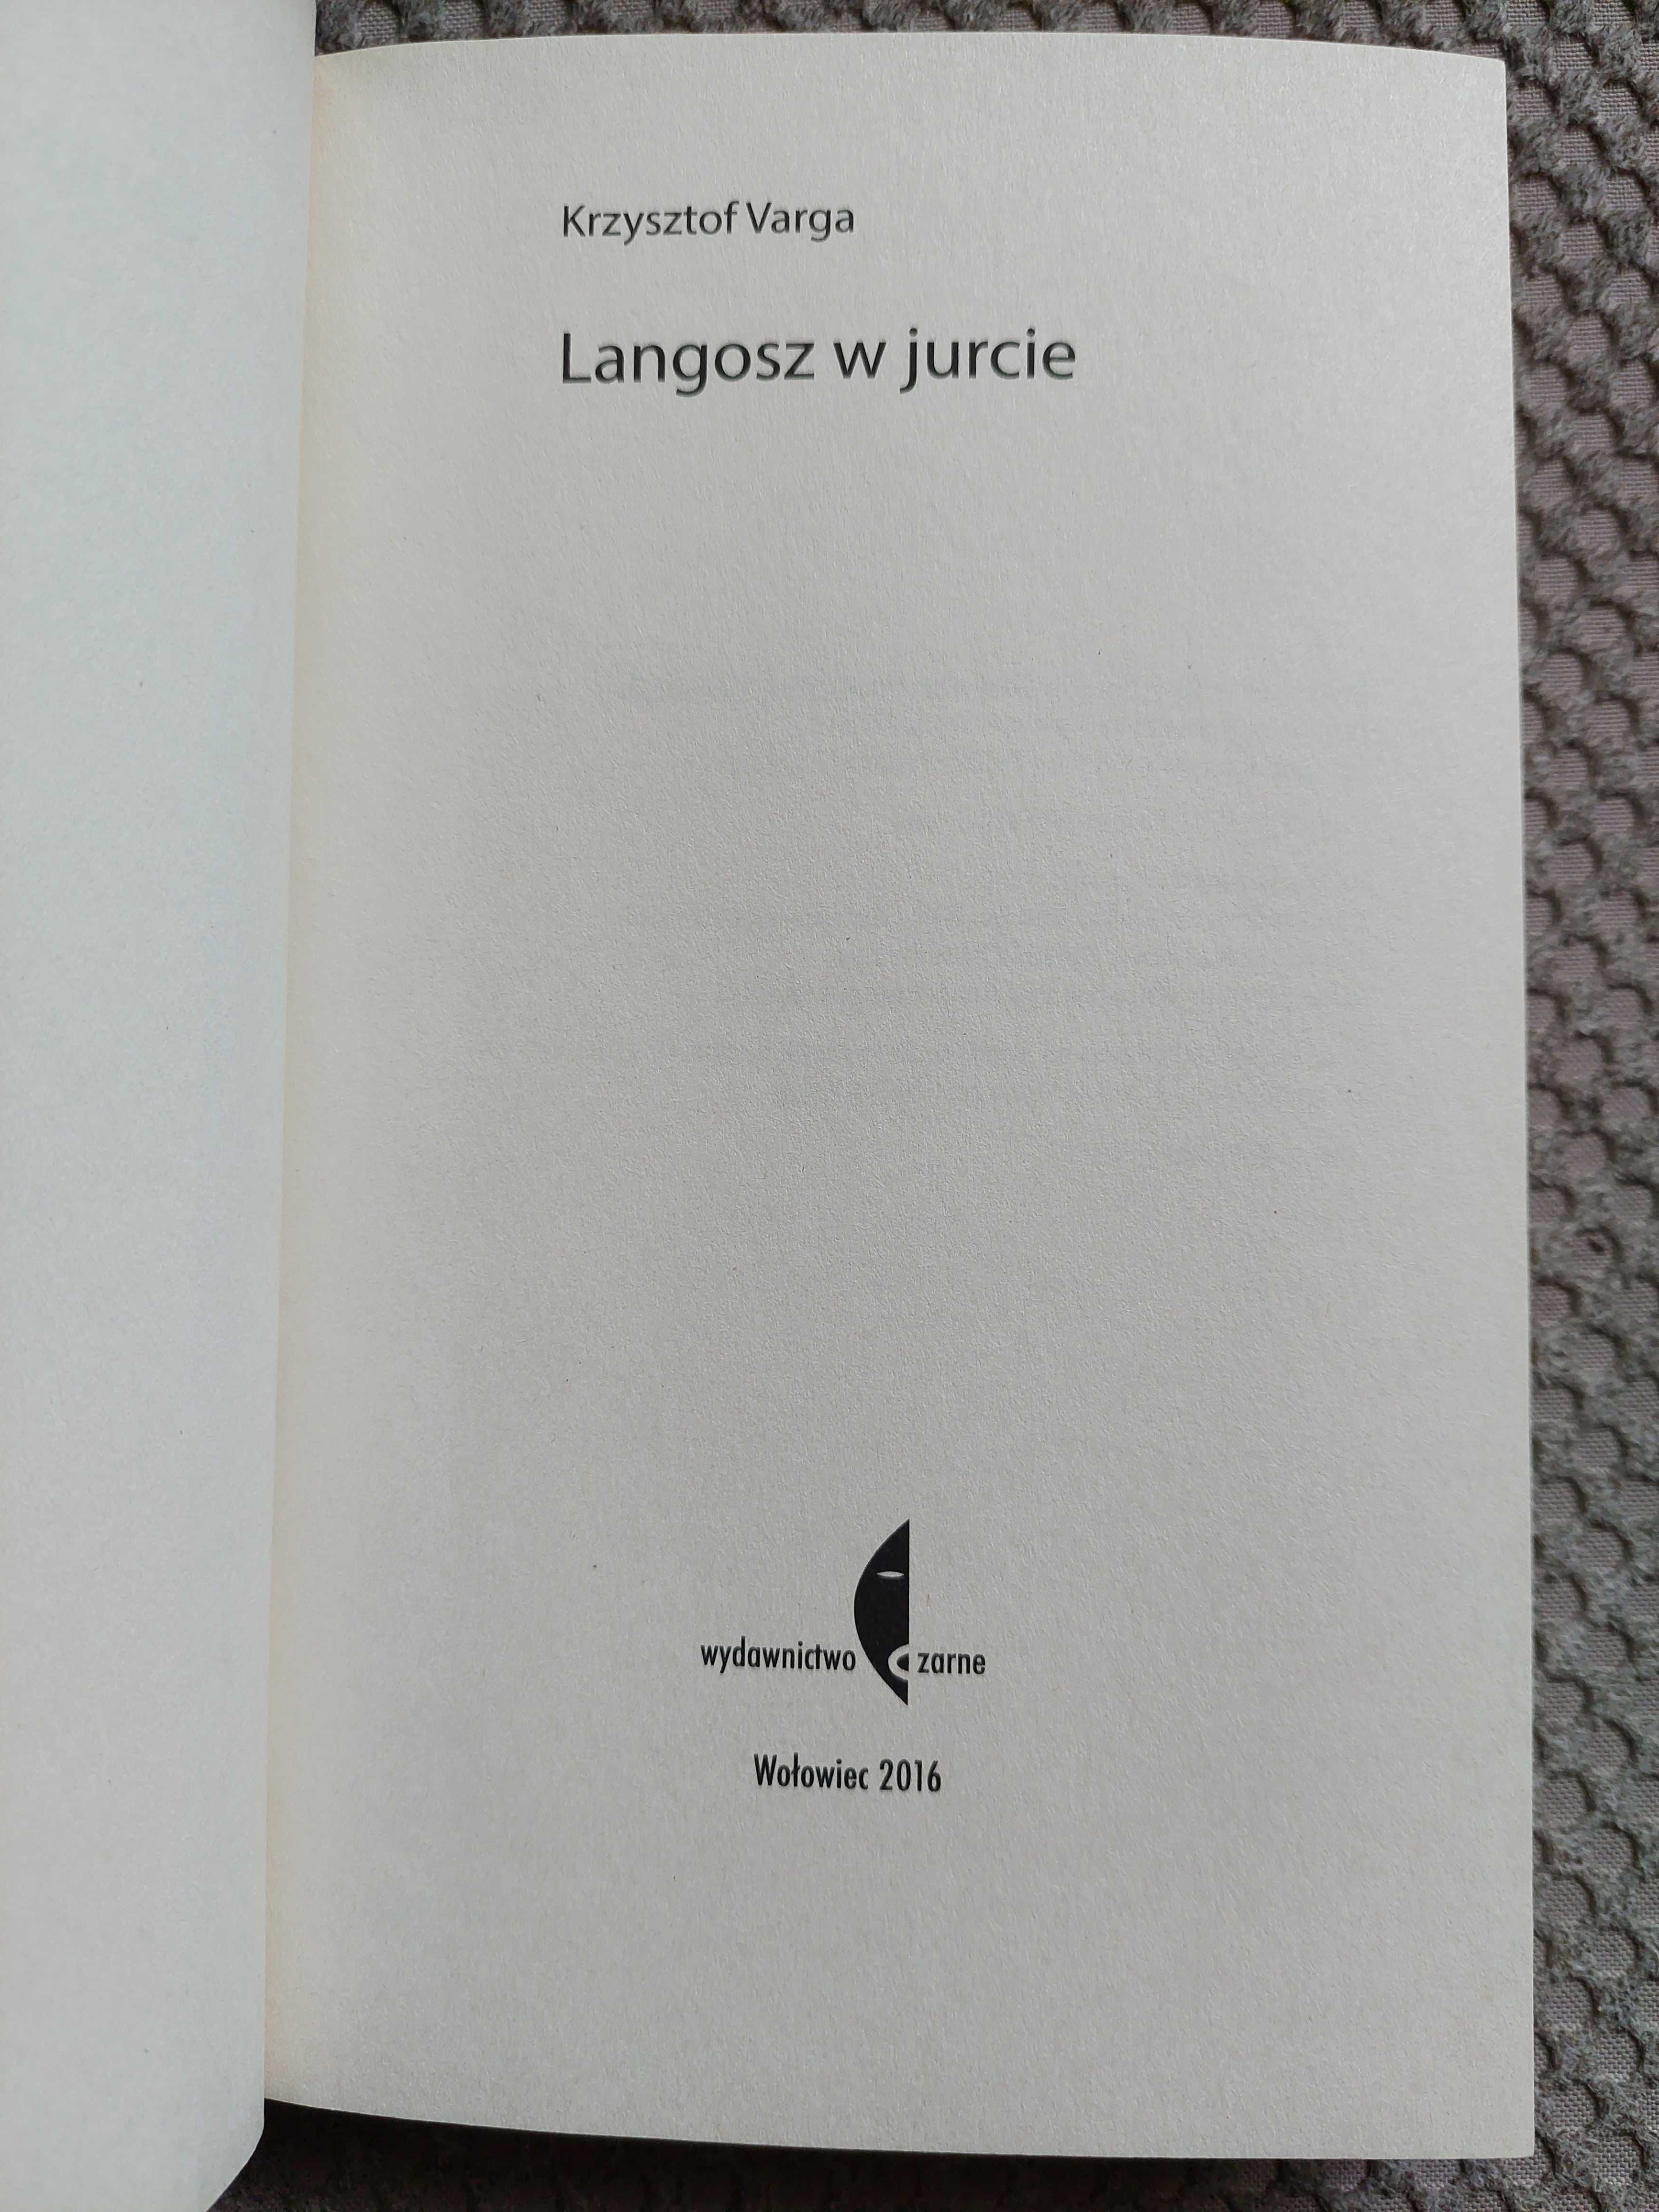 Krzysztof Varga
Langosz w jurcie
wydawnictwo Czarne
Wołowiec 2016